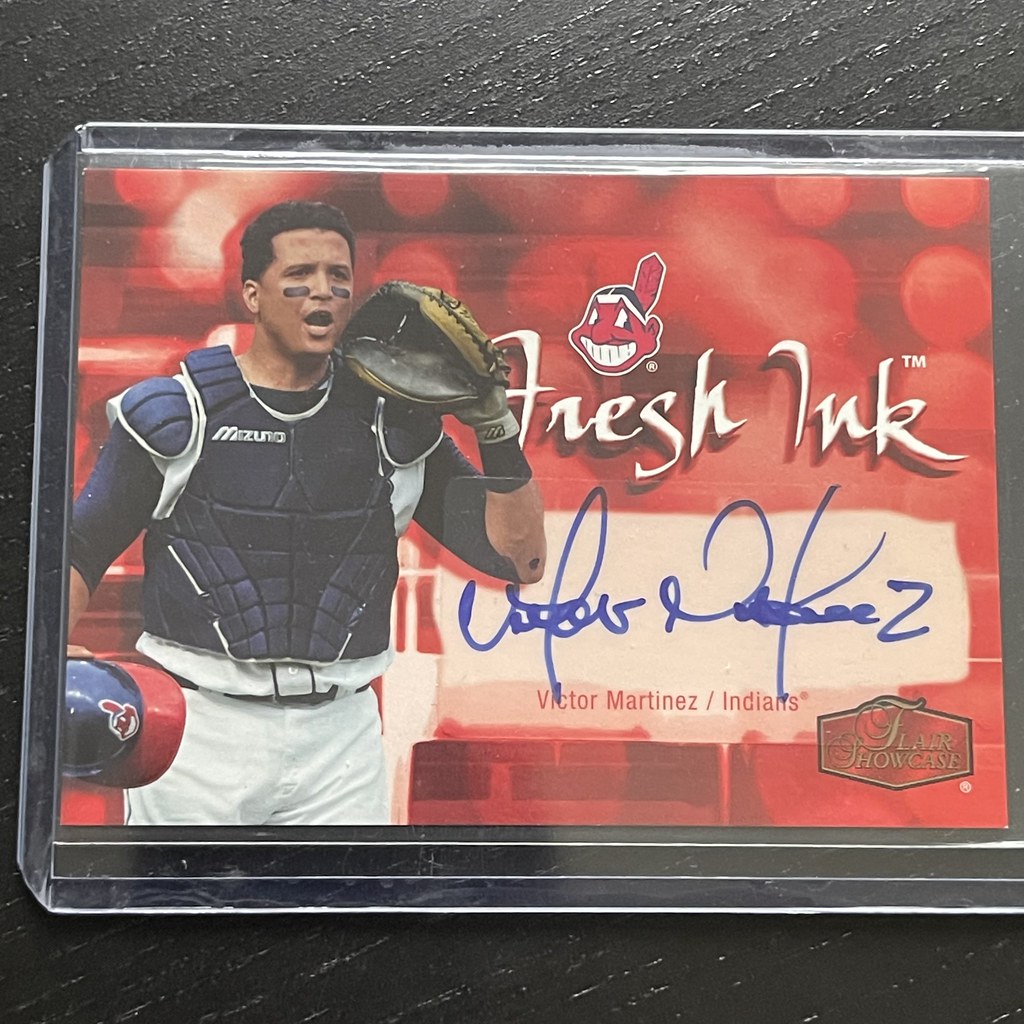 Fresh Ink™
MIZUNO
Victor Martinez
Victor Martinez / Indians®
FLAIR
SHOWCASE
®